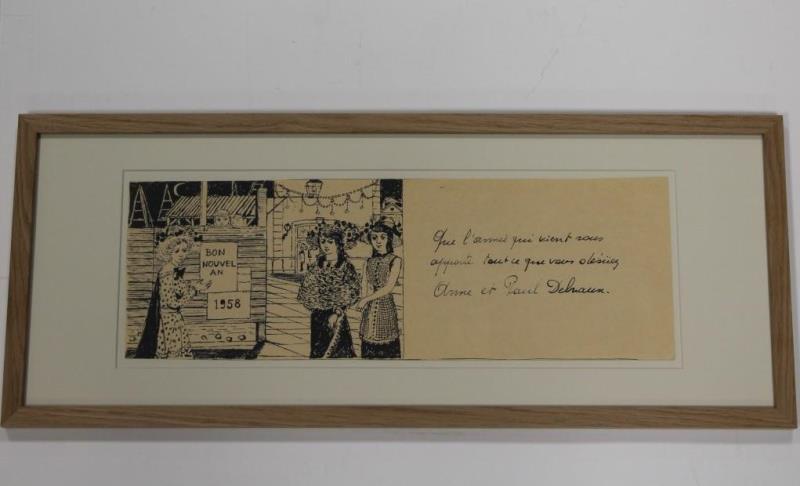 BON
NOUVEL
AN
1958
Que l'année qui vient vous
apporte tout ce que vous désirez
Anne et Paul Delvaux.